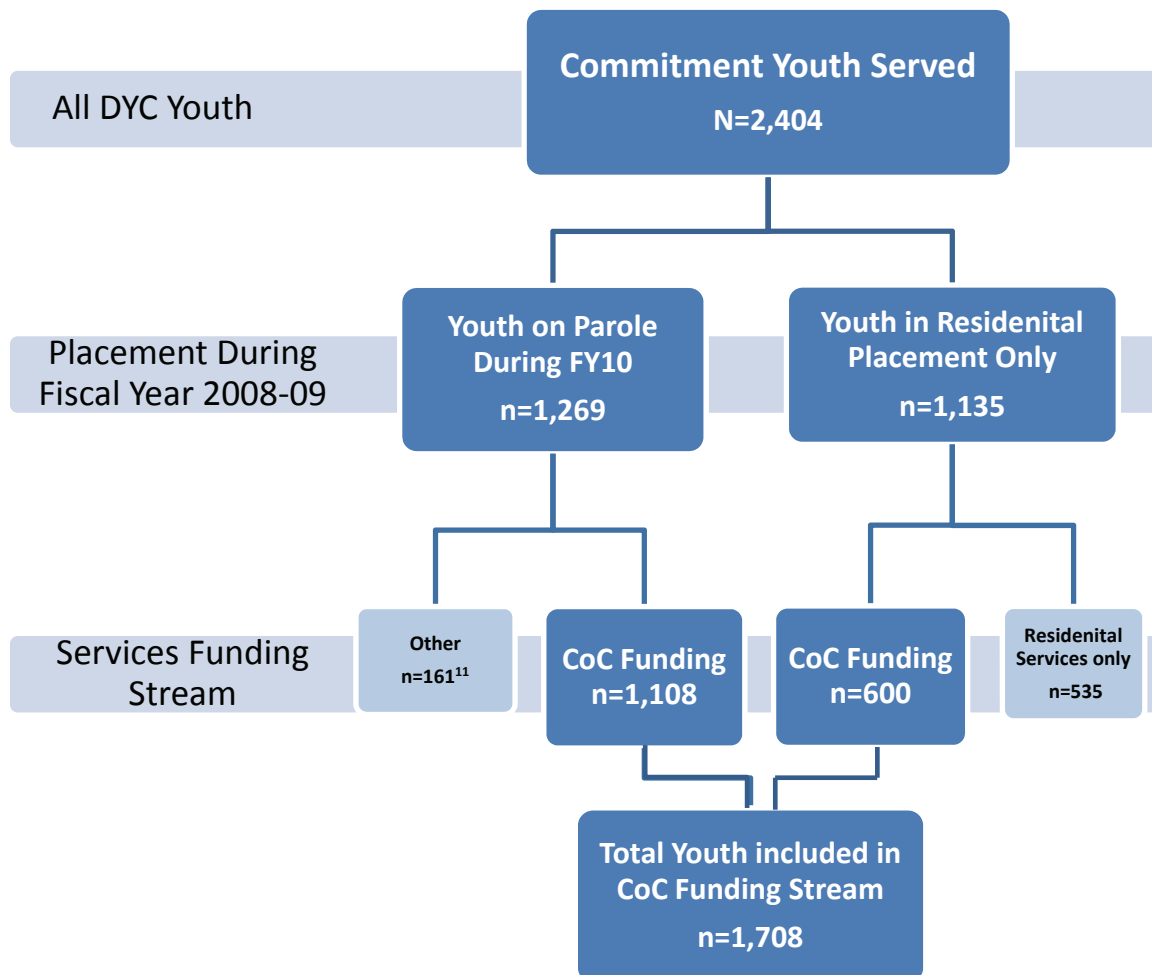 Commitment Youth Served
N=2,404
All DYC Youth
Placement During
Fiscal Year 2008-09
Youth on Parole
During FY10
n=1,269
Youth in Residenital
Placement Only
n=1,135
Services Funding
Stream
Other
n=161¹¹
CoC Funding
n=1,108
CoC Funding
n=600
Residenital
Services only
n=535
Total Youth included in
CoC Funding Stream
n=1,708